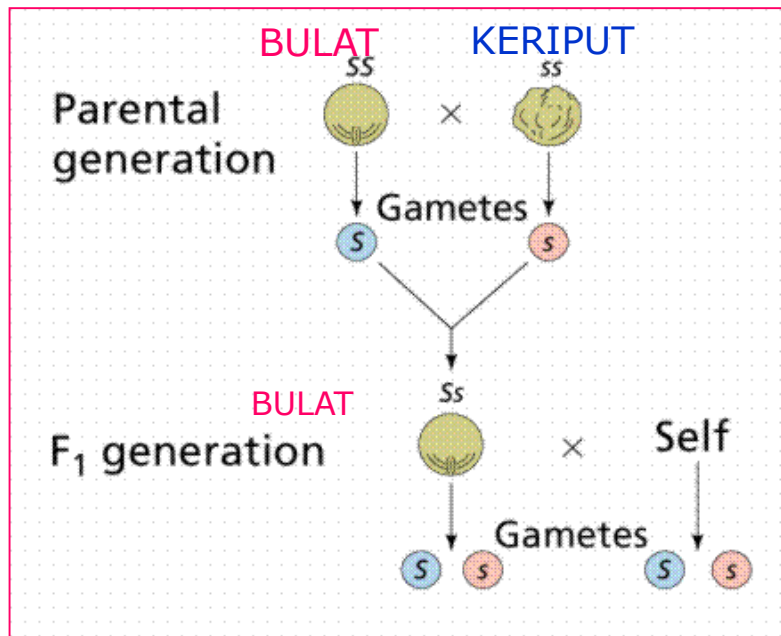 BULAT KERIPUT
SS ss
Parental
generation
×
Gametes
S s
Ss
BULAT
F1 generation × Self
Gametes
S s S s